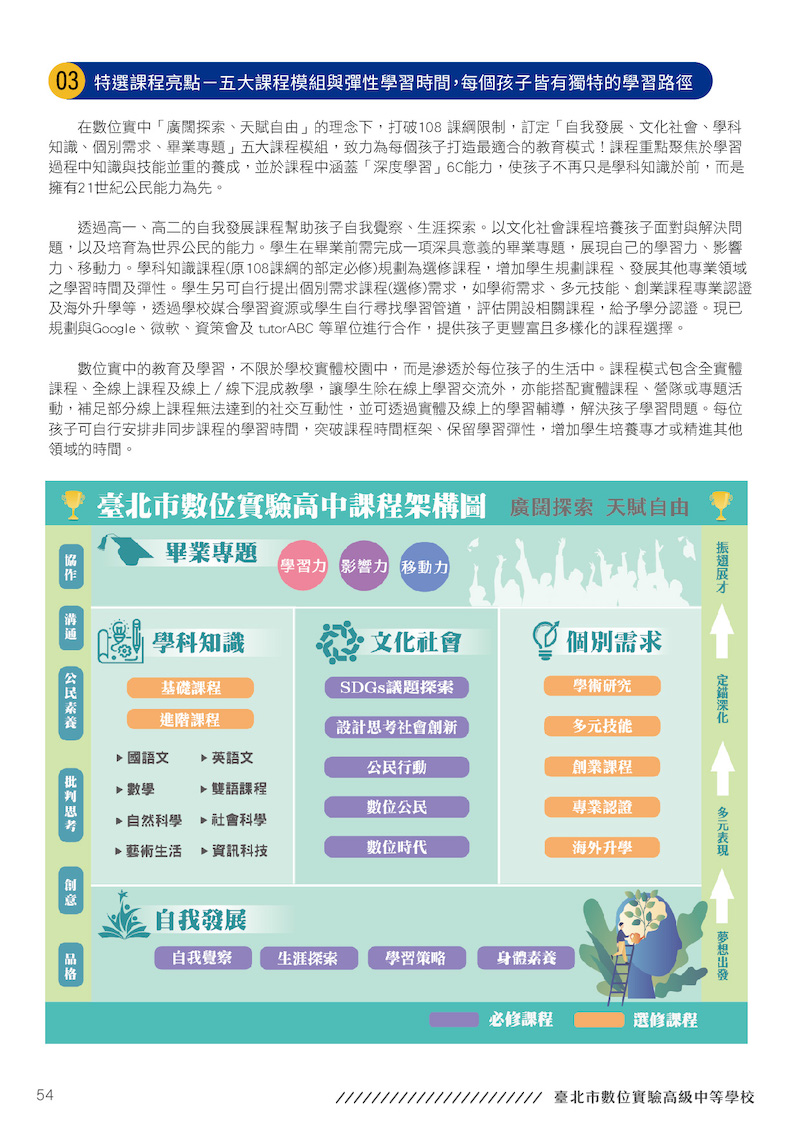 03 特選課程亮點－五大課程模組與彈性學習時間，每個孩子皆有獨特的學習路徑
在數位實中「廣闊探索、天賦自由」的理念下，打破108 課綱限制，訂定「自我發展、文化社會、學科
知識、個別需求、畢業專題」五大課程模組，致力為每個孩子打造最適合的教育模式！課程重點聚焦於學習
過程中知識與技能並重的養成，並於課程中涵蓋「深度學習」6C能力，使孩子不再只是學科知識於前，而是
擁有21世紀公民能力為先。
透過高一、高二的自我發展課程幫助孩子自我覺察、生涯探索。以文化社會課程培養孩子面對與解決問
題，以及培育為世界公民的能力。學生在畢業前需完成一項深具意義的畢業專題，展現自己的學習力、影響
力、移動力。學科知識課程(原108課綱的部定必修)規劃為選修課程，增加學生規劃課程、發展其他專業領域
之學習時間及彈性。學生另可自行提出個別需求課程(選修)需求，如學術需求、多元技能、創業課程專業認證
及海外升學等，透過學校媒合學習資源或學生自行尋找學習管道，評估開設相關課程，給予學分認證。現已
規劃與Google、微軟、資策會及 tutorABC 等單位進行合作，提供孩子更豐富且多樣化的課程選擇。
數位實中的教育及學習，不限於學校實體校園中，而是滲透於每位孩子的生活中。課程模式包含全實體
課程、全線上課程及線上／線下混成教學，讓學生除在線上學習交流外，亦能搭配實體課程、營隊或專題活
動，補足部分線上課程無法達到的社交互動性，並可透過實體及線上的學習輔導，解決孩子學習問題。每位
孩子可自行安排非同步課程的學習時間，突破課程時間框架、保留學習彈性，增加學生培養專才或精進其他
領域的時間。
臺北市數位實驗高中課程架構圖 廣闊探索 天賦自由
協作
溝通
公民素養
批判思考
創意
品格
畢業專題 學習力 影響力 移動力
學科知識
基礎課程
進階課程
▶國語文 ▶英語文
▶數學 ▶雙語課程
▶自然科學 ▶社會科學
▶藝術生活 ▶資訊科技
文化社會
SDGs議題探索
設計思考社會創新
公民行動
數位公民
數位時代
個別需求
學術研究
多元技能
創業課程
專業認證
海外升學
自我發展
自我覺察 生涯探索 學習策略 身體素養
振翅展才
定錨深化
多元表現
夢想出發
必修課程 選修課程
54
臺北市數位實驗高級中等學校